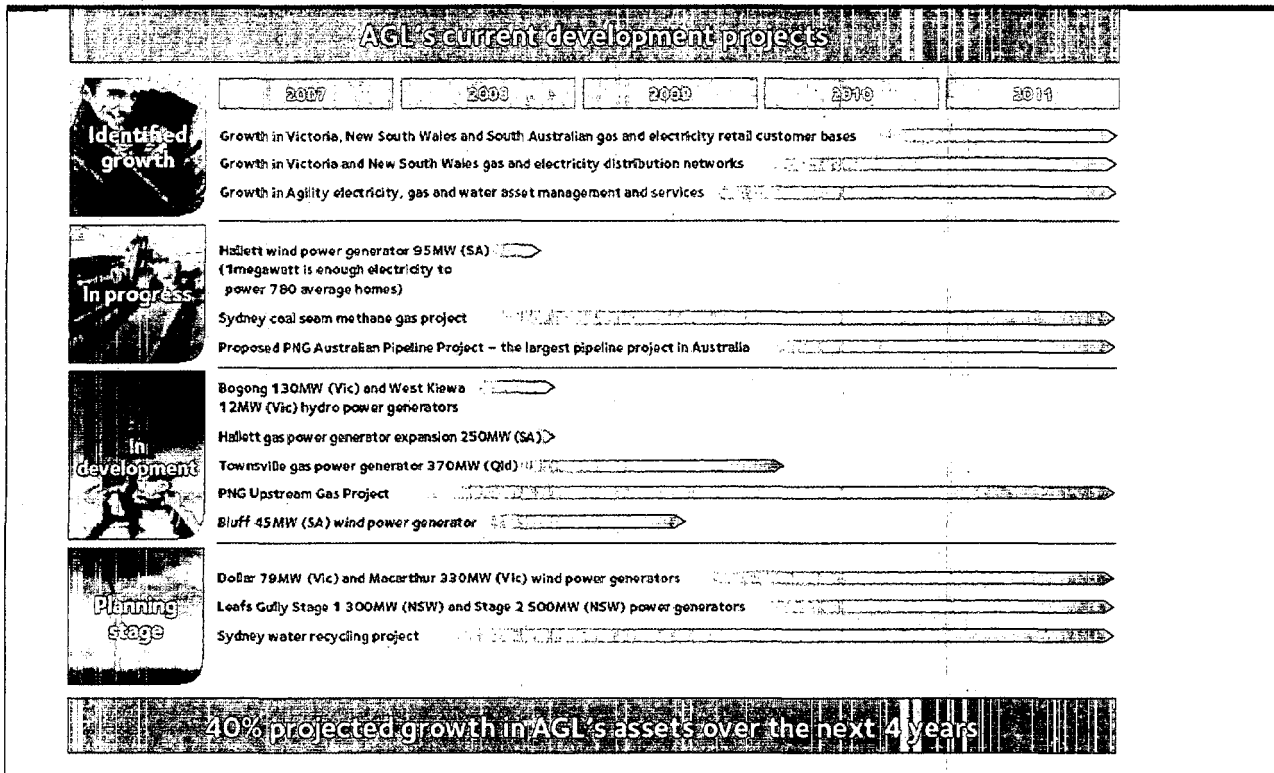 AGL's current development projects
2007 2008 2009 2010 2011
Identified
growth
Growth in Victoria, New South Wales and South Australian gas and electricity retail customer bases
Growth in Victoria and New South Wales gas and electricity distribution networks
Growth in Agility electricity, gas and water asset management and services
In progress
Hallett wind power generator 95MW (SA)
(1megawatt is enough electricity to
power 780 average homes)
Sydney coal seam methane gas project
Proposed PNG Australian Pipeline Project – the largest pipeline project in Australia
In
development
Bogong 130MW (Vic) and West Kiewa
12MW (Vic) hydro power generators
Hallett gas power generator expansion 250MW (SA)
Townsville gas power generator 370MW (Qld)
PNG Upstream Gas Project
Bluff 45MW (SA) wind power generator
Planning
stage
Dollar 79MW (Vic) and Macarthur 330MW (Vic) wind power generators
Leafs Gully Stage 1 300MW (NSW) and Stage 2 500MW (NSW) power generators
Sydney water recycling project
40% projected growth in AGL's assets over the next 4 years